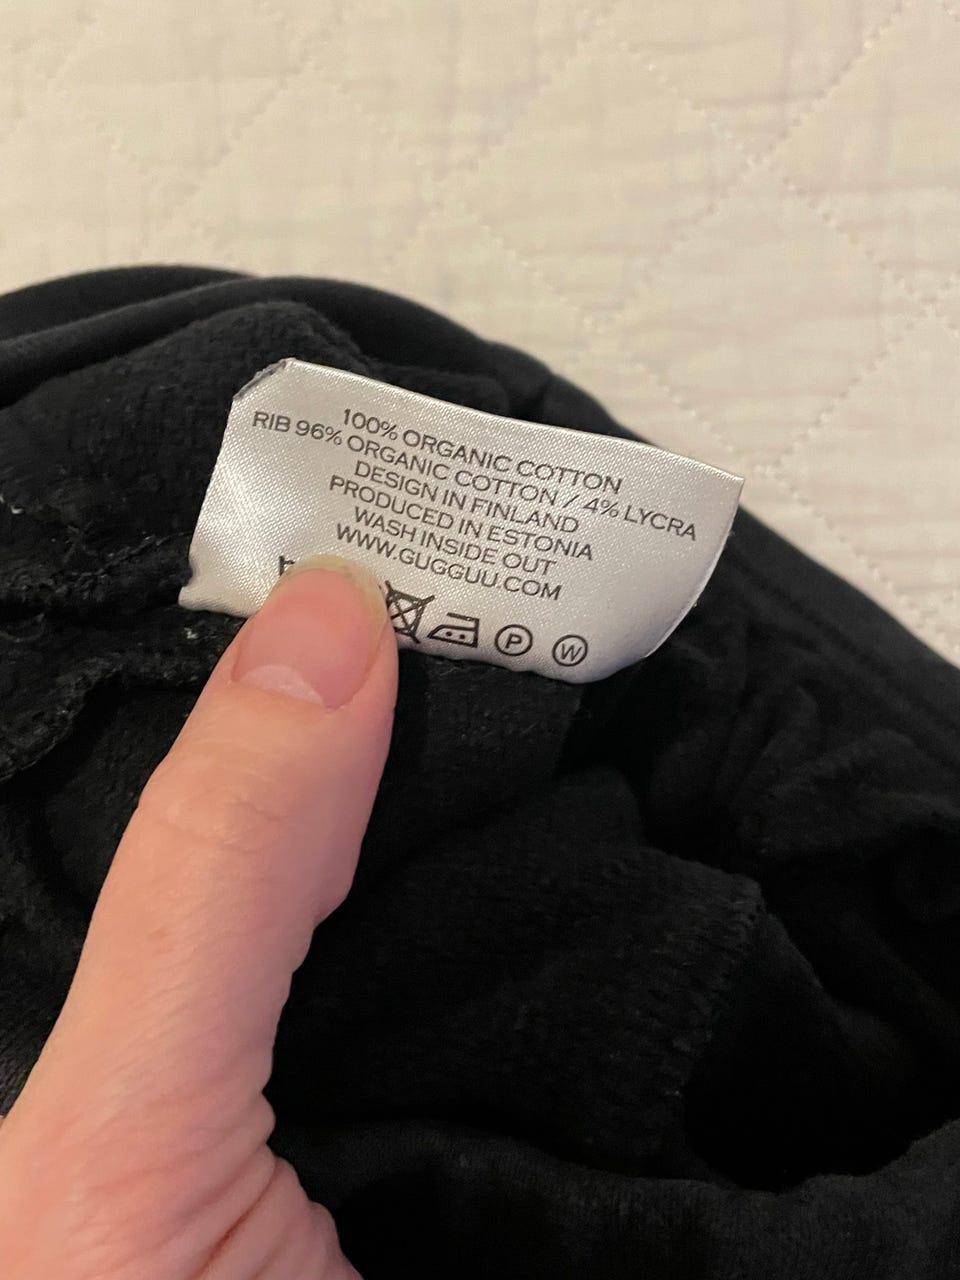 100% ORGANIC COTTON
RIB 96% ORGANIC COTTON / 4% LYCRA
DESIGN IN FINLAND
PRODUCED IN ESTONIA
WASH INSIDE OUT
WWW.GUGGUU.COM
P W